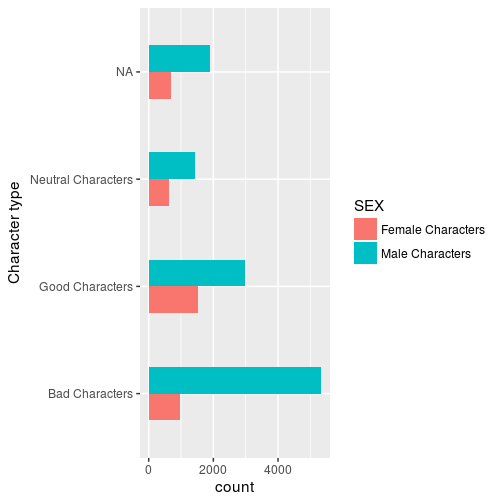 Character type
NA
Neutral Characters
Good Characters
Bad Characters
0 2000 4000
count
SEX
Female Characters
Male Characters